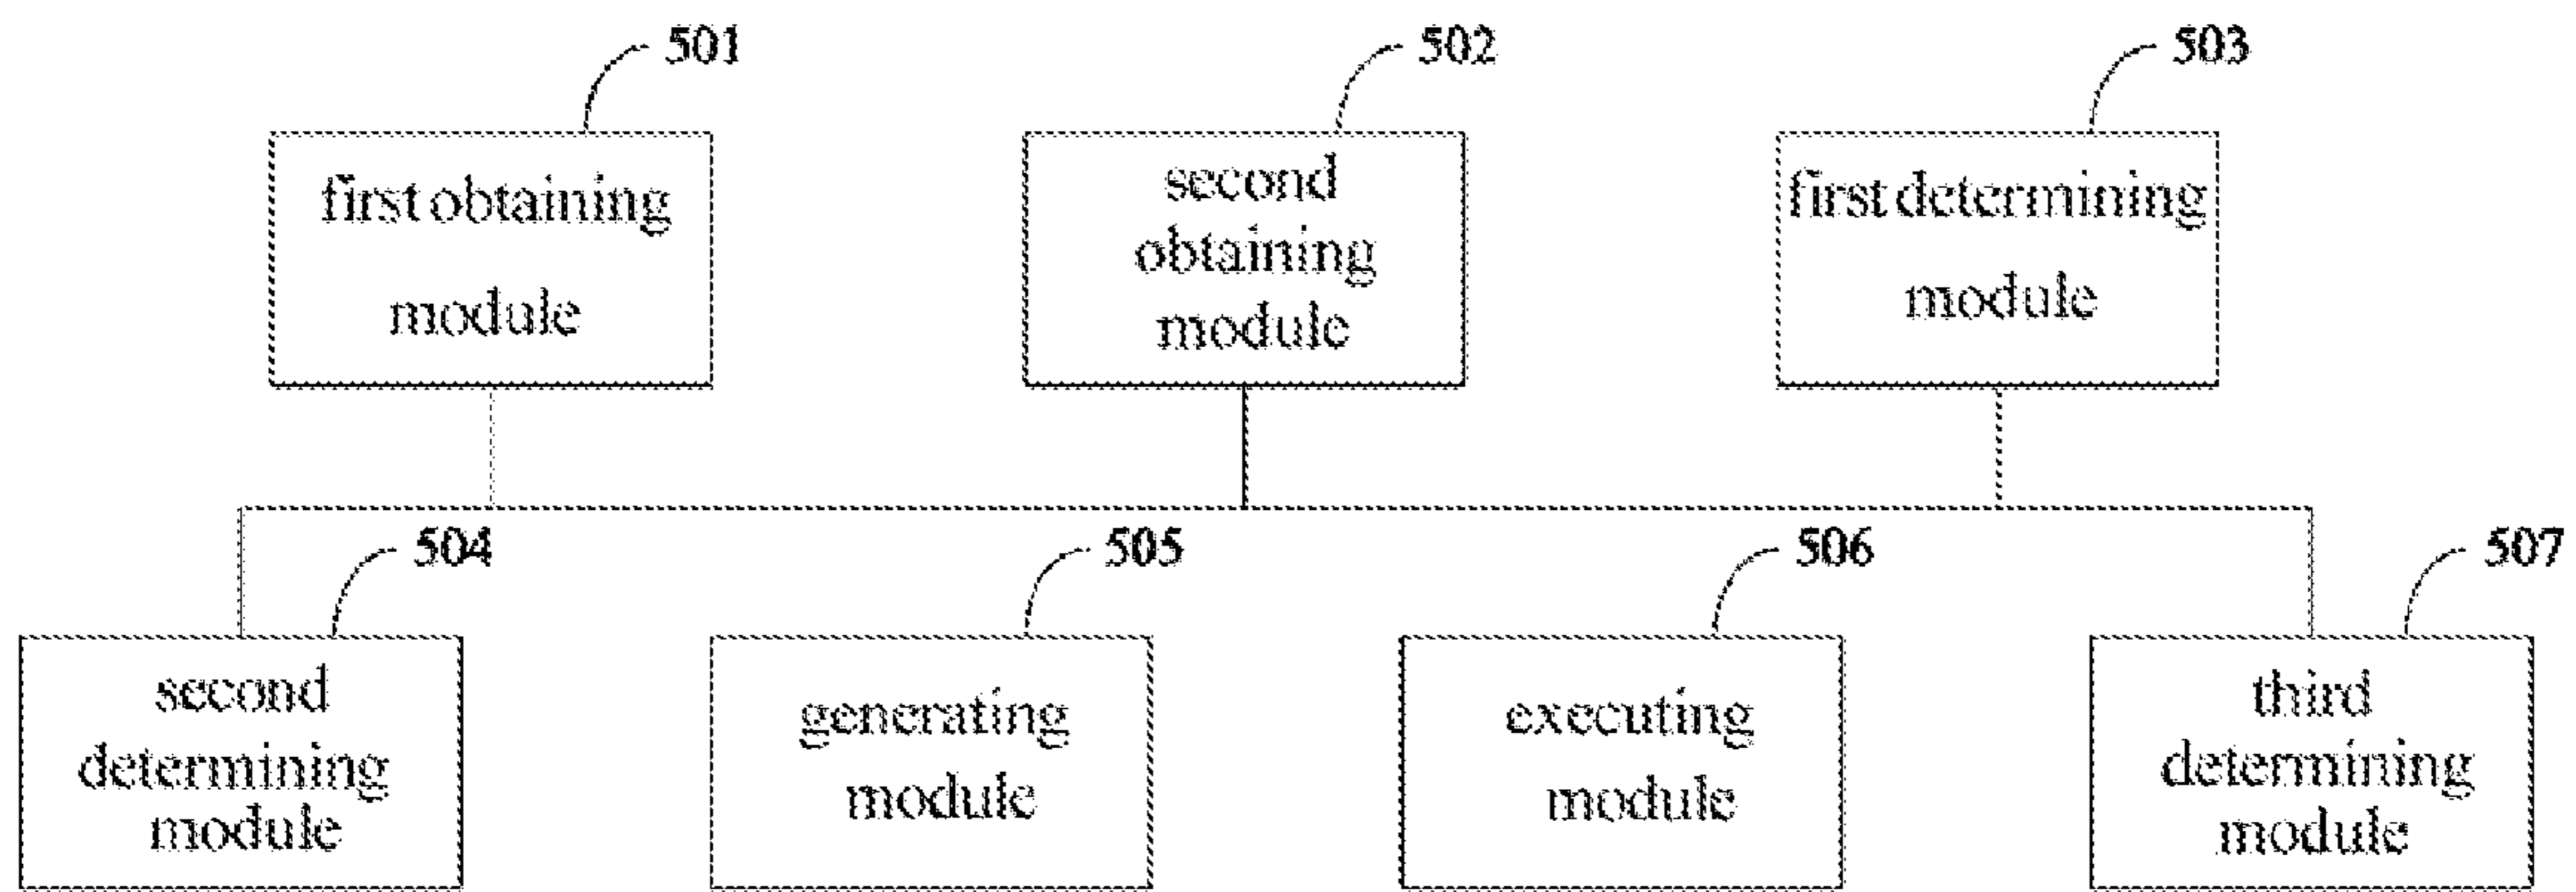 501
502
503
first obtaining
module
second
obtaining
module
first determining
module
504
505
506
507
second
determining
module
generating
module
executing
module
third
determining
module